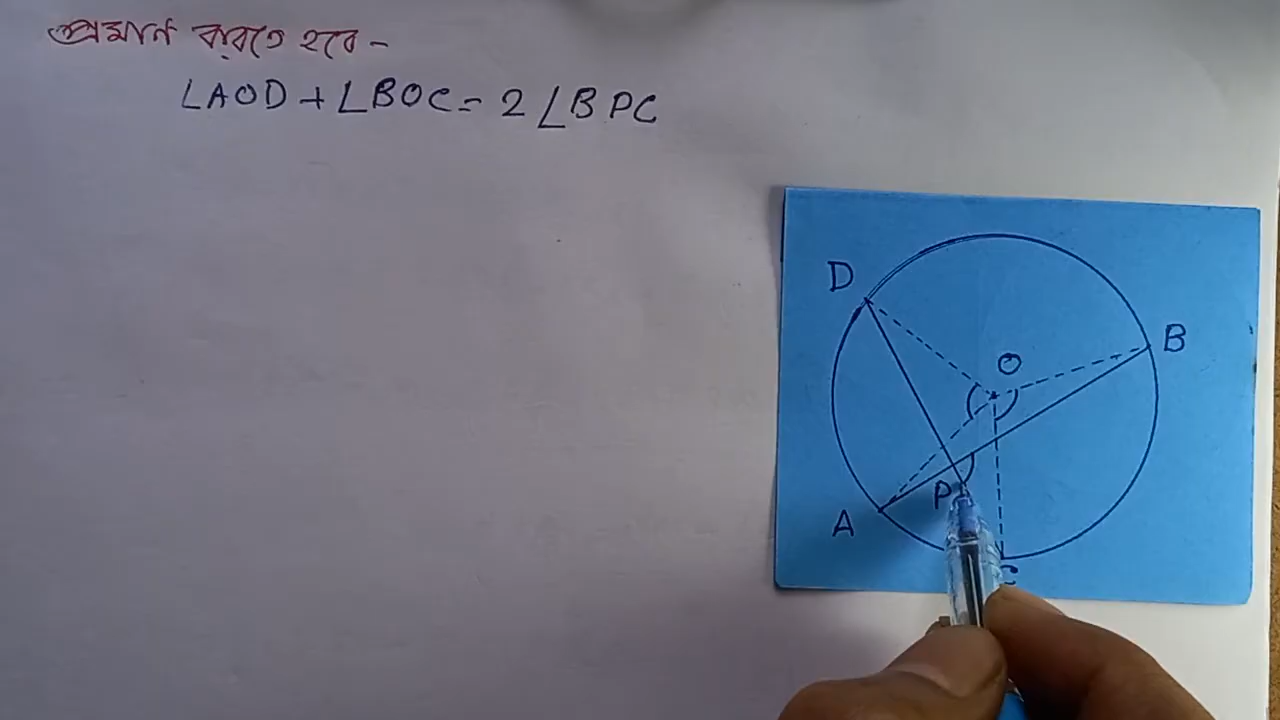 প্রমাণ করতে হবে -
∠AOD + ∠BOC = 2 ∠BPC
D
B
O
P
A
C